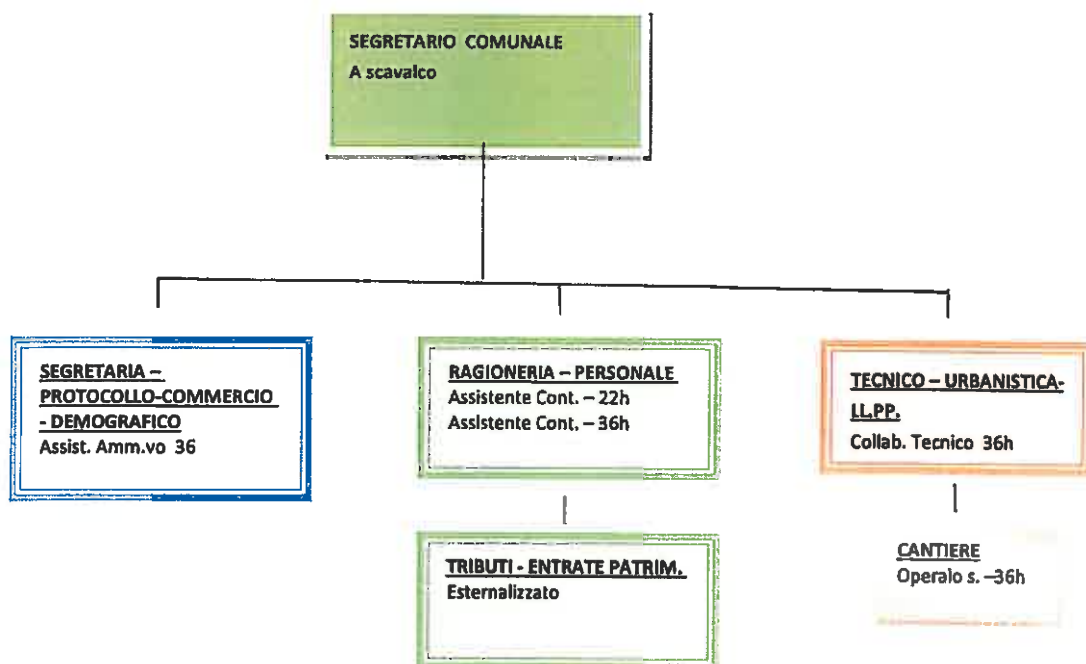 SEGRETARIO COMUNALE
A scavalco
SEGRETARIA –
PROTOCOLLO-COMMERCIO
- DEMOGRAFICO
Assist. Amm.vo 36
RAGIONERIA – PERSONALE
Assistente Cont. – 22h
Assistente Cont. – 36h
TECNICO – URBANISTICA-
LL.PP.
Collab. Tecnico 36h
TRIBUTI - ENTRATE PATRIM.
Esternalizzato
CANTIERE
Operaio s. –36h